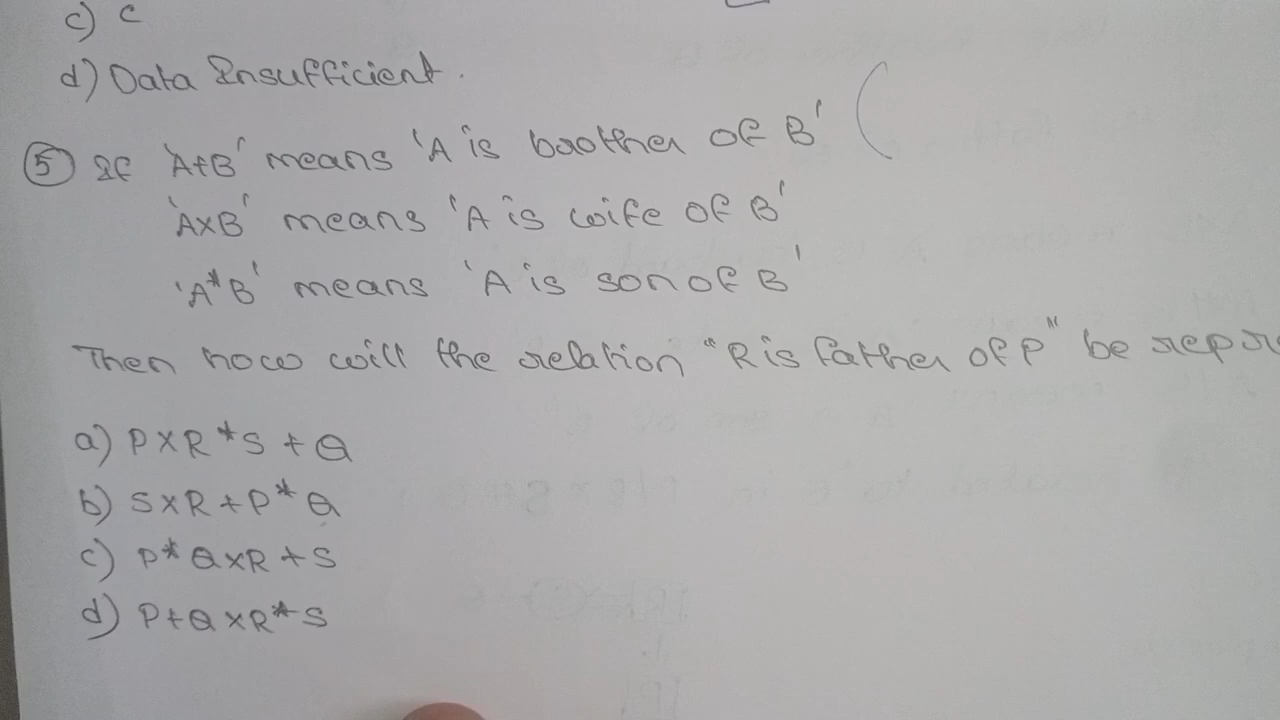 c) c
d) Data Insufficient.
⑤ If 'A+B' means 'A is brother of B'
'A×B' means 'A is wife of B'
'A*B' means 'A is son of B'
Then how will the relation "R is father of P" be repr
a) P×R*S+Q
b) S×R+P*Q
c) P*Q×R+S
d) P+Q×R*S